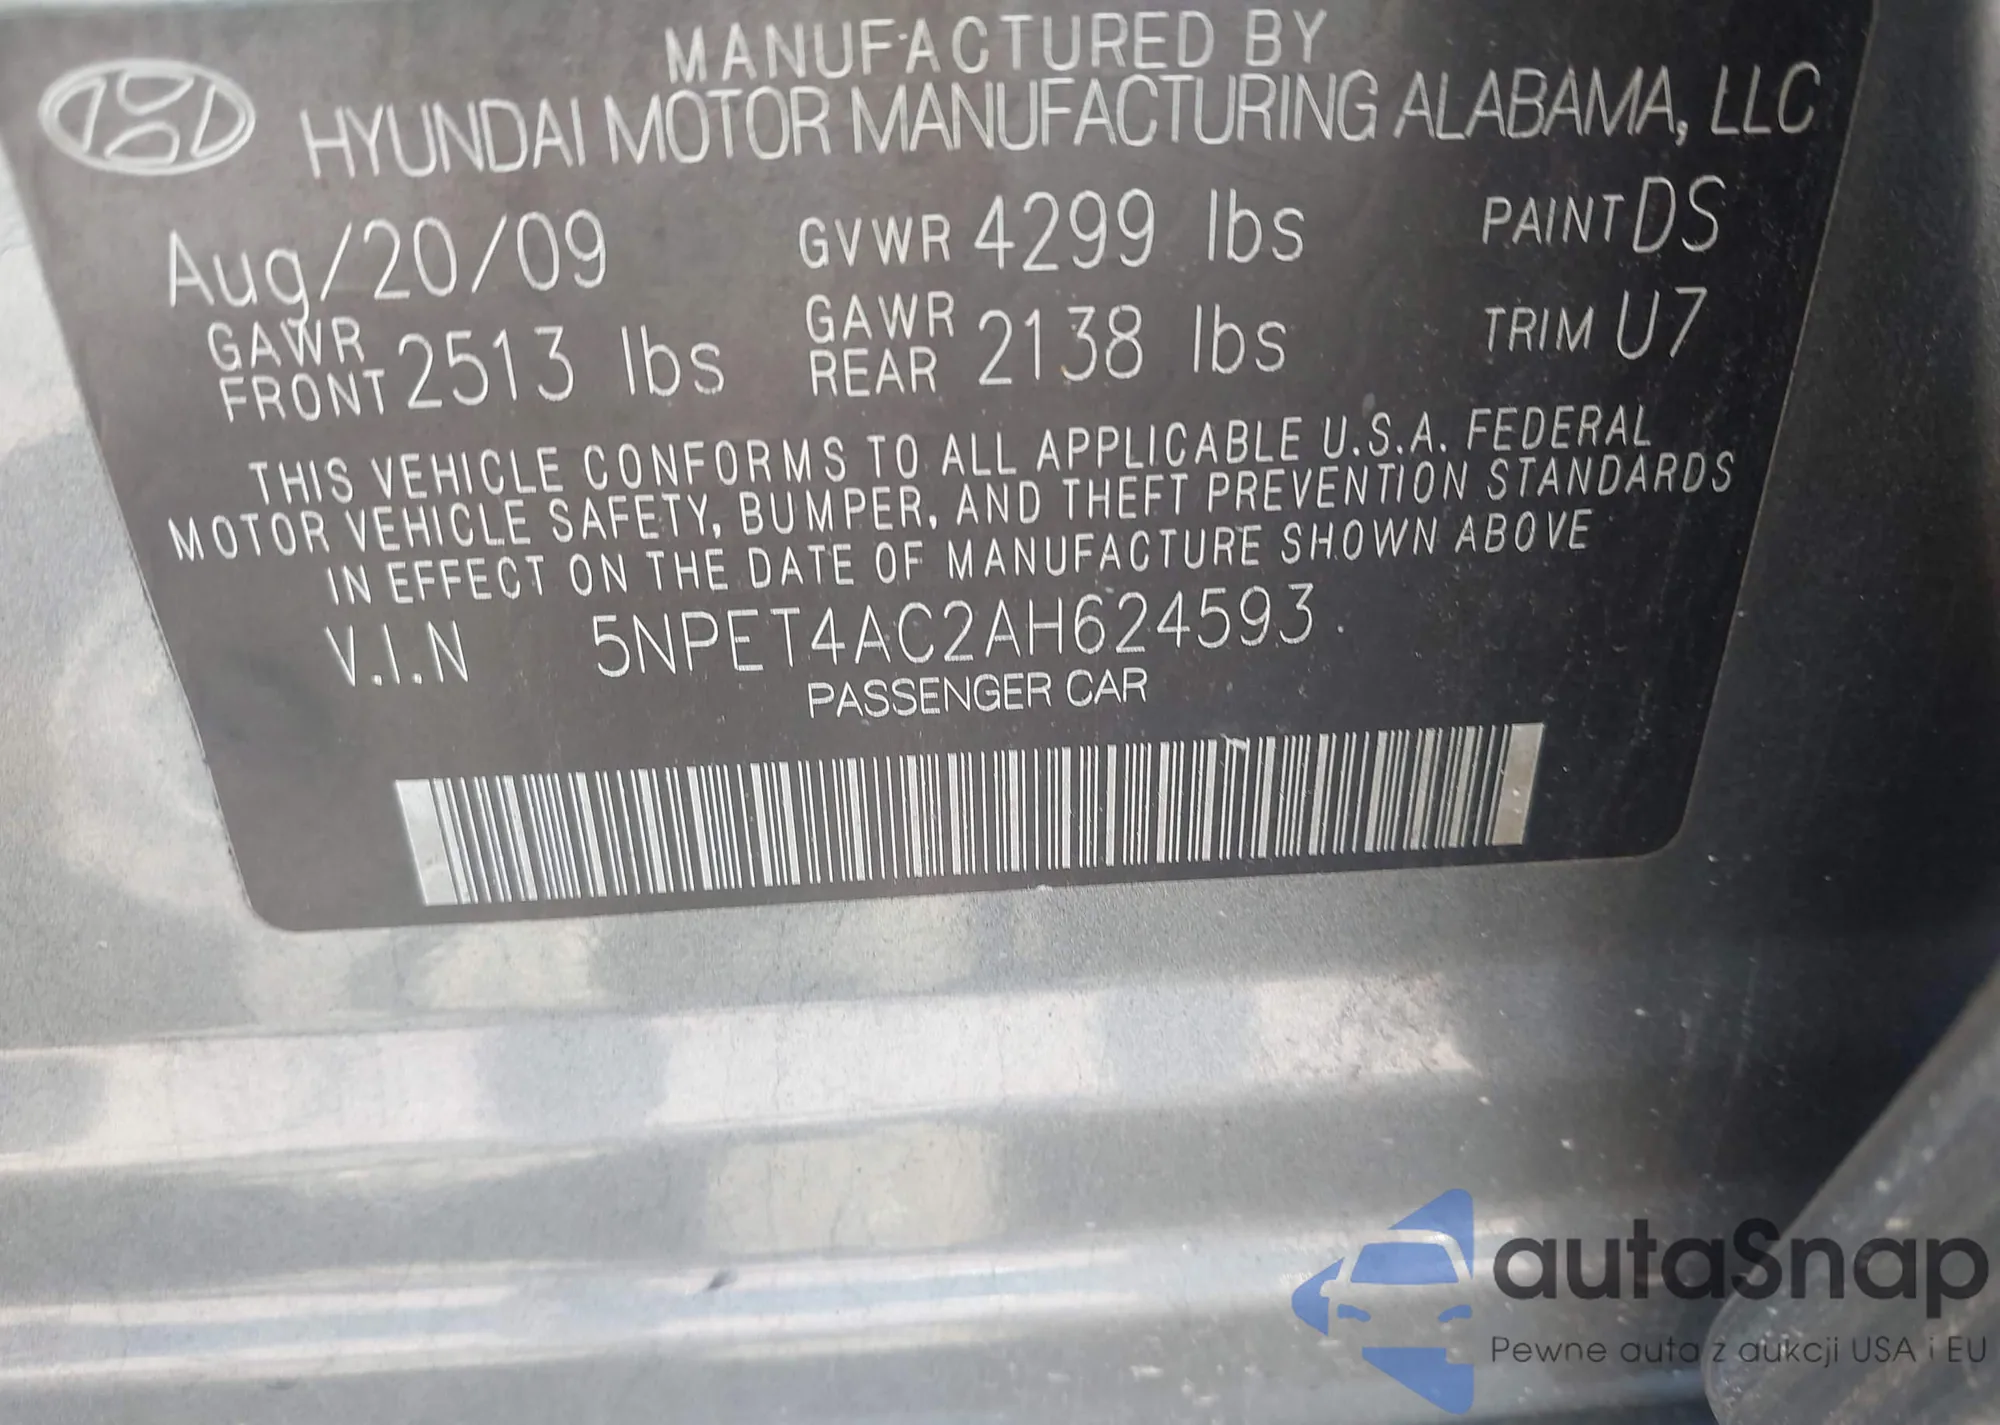 MANUFACTURED BY
HYUNDAI MOTOR MANUFACTURING ALABAMA, LLC
Aug/20/09 GVWR 4299 lbs PAINT DS
GAWR FRONT 2513 lbs GAWR REAR 2138 lbs TRIM U7
THIS VEHICLE CONFORMS TO ALL APPLICABLE U.S.A. FEDERAL
MOTOR VEHICLE SAFETY, BUMPER, AND THEFT PREVENTION STANDARDS
IN EFFECT ON THE DATE OF MANUFACTURE SHOWN ABOVE
V.I.N 5NPET4AC2AH624593
PASSENGER CAR
autaSnap
Pewne auta z aukcji USA i EU